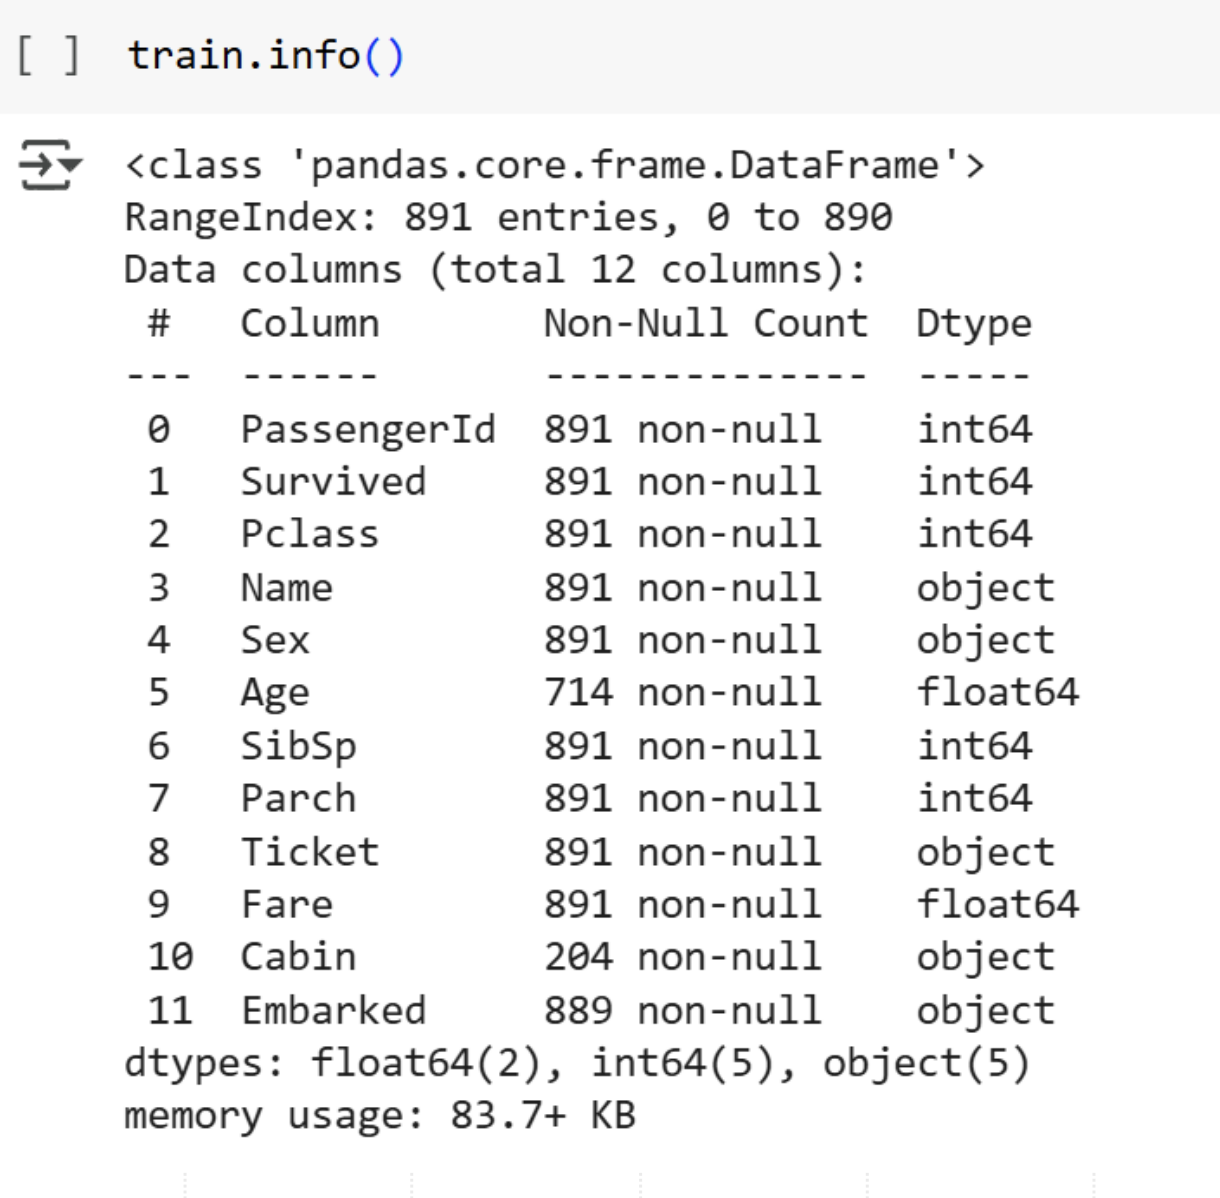 [ ] train.info()
<class 'pandas.core.frame.DataFrame'>
RangeIndex: 891 entries, 0 to 890
Data columns (total 12 columns):
 #   Column       Non-Null Count  Dtype
---  ------       --------------  -----
 0   PassengerId  891 non-null    int64
 1   Survived     891 non-null    int64
 2   Pclass       891 non-null    int64
 3   Name         891 non-null    object
 4   Sex          891 non-null    object
 5   Age          714 non-null    float64
 6   SibSp        891 non-null    int64
 7   Parch        891 non-null    int64
 8   Ticket       891 non-null    object
 9   Fare         891 non-null    float64
 10  Cabin        204 non-null    object
 11  Embarked     889 non-null    object
dtypes: float64(2), int64(5), object(5)
memory usage: 83.7+ KB